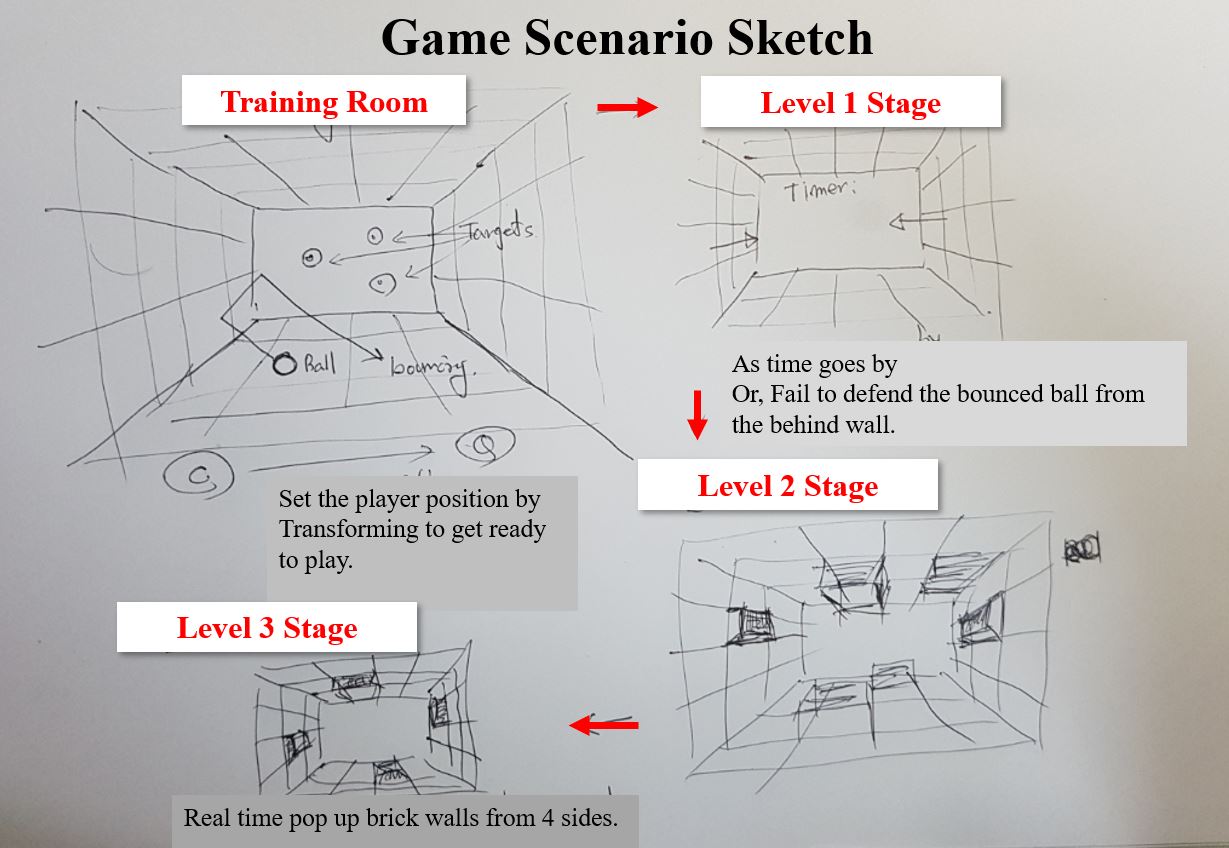 Game Scenario Sketch
Training Room
Level 1 Stage
Timer:
Targets
Ball
bouncing.
As time goes by
Or, Fail to defend the bounced ball from
the behind wall.
Set the player position by
Transforming to get ready
to play.
Level 2 Stage
Level 3 Stage
Real time pop up brick walls from 4 sides.